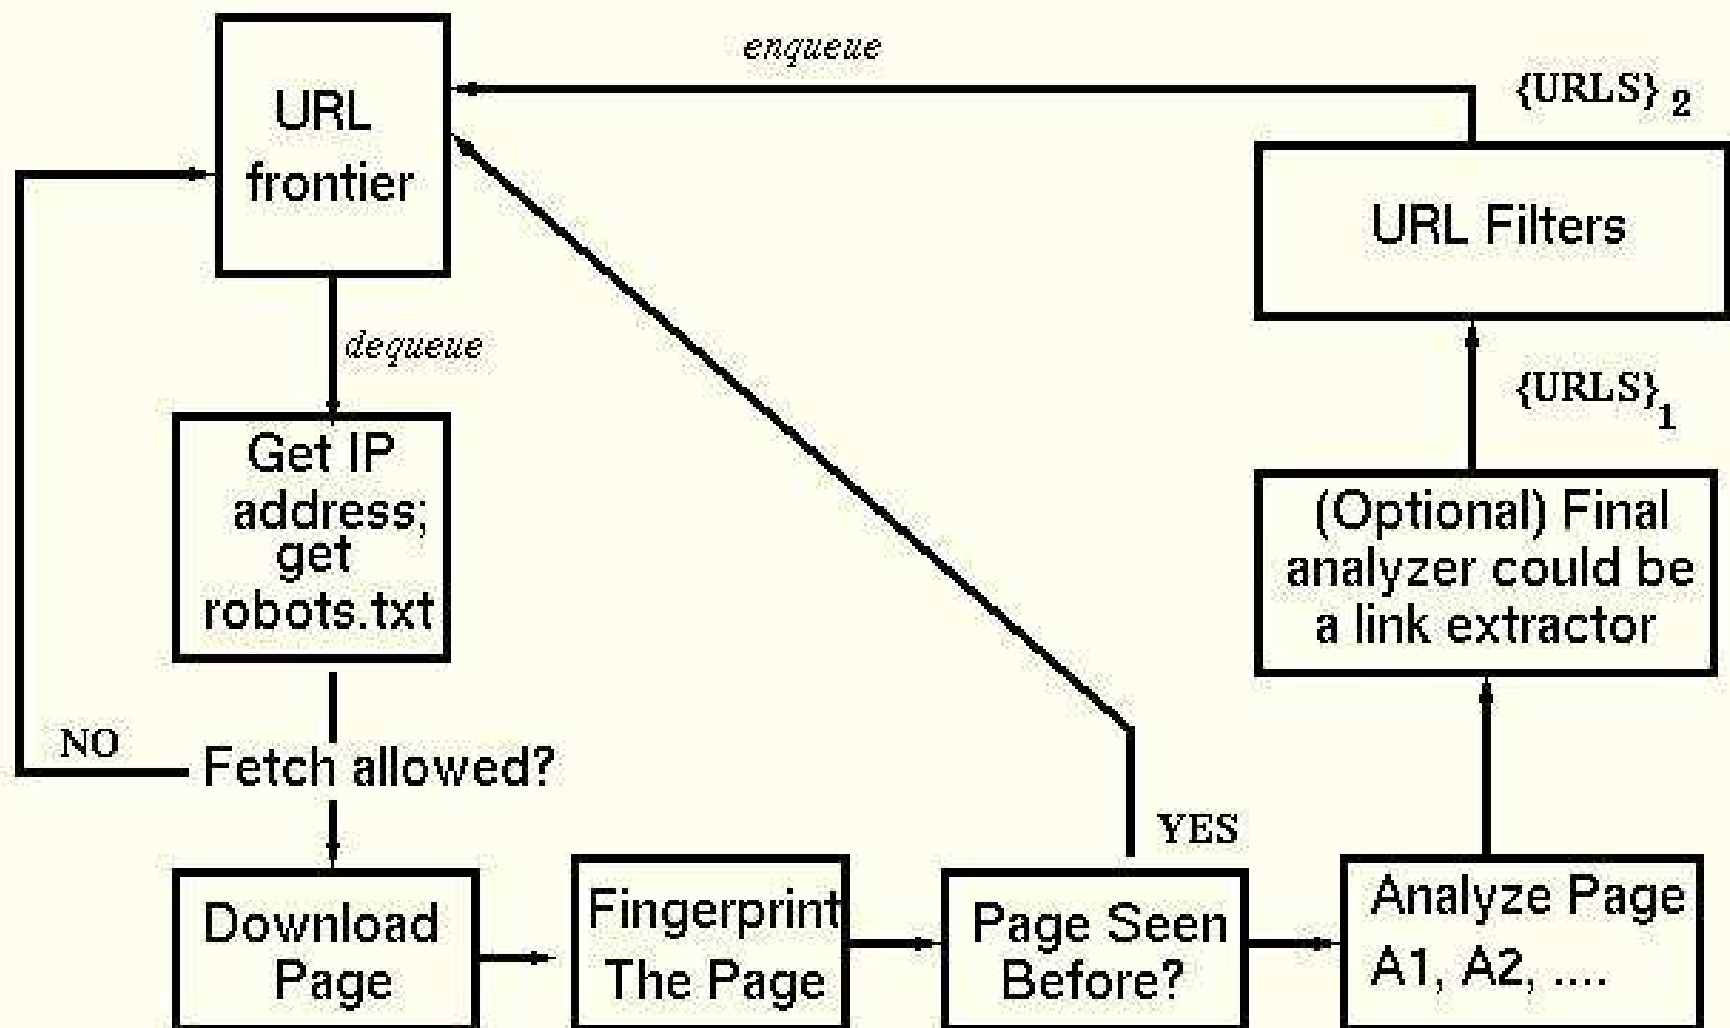 enqueue
{URLS} 2
URL
frontier
URL Filters
dequeue
{URLS} 1
Get IP
address;
get
robots.txt
(Optional) Final
analyzer could be
a link extractor
NO
Fetch allowed?
YES
Download
Page
Fingerprint
The Page
Page Seen
Before?
Analyze Page
A1, A2, ....